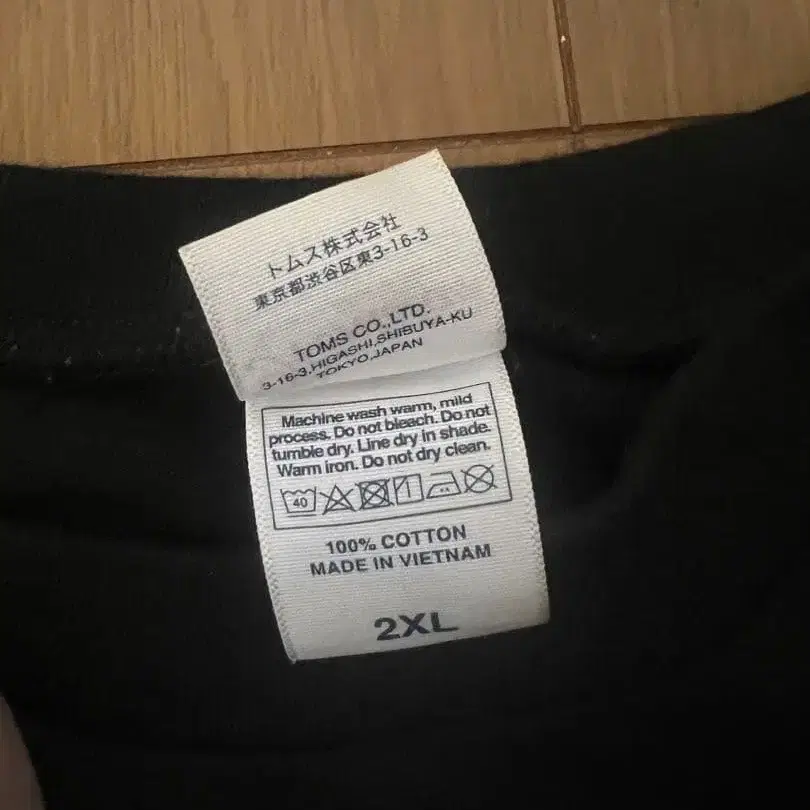 トムス株式会社
東京都渋谷区東3-16-3
TOMS CO.,LTD.
3-16-3,HIGASHI,SHIBUYA-KU
TOKYO,JAPAN
Machine wash warm, mild
process. Do not bleach. Do not
tumble dry. Line dry in shade.
Warm iron. Do not dry clean.
40
100% COTTON
MADE IN VIETNAM
2XL